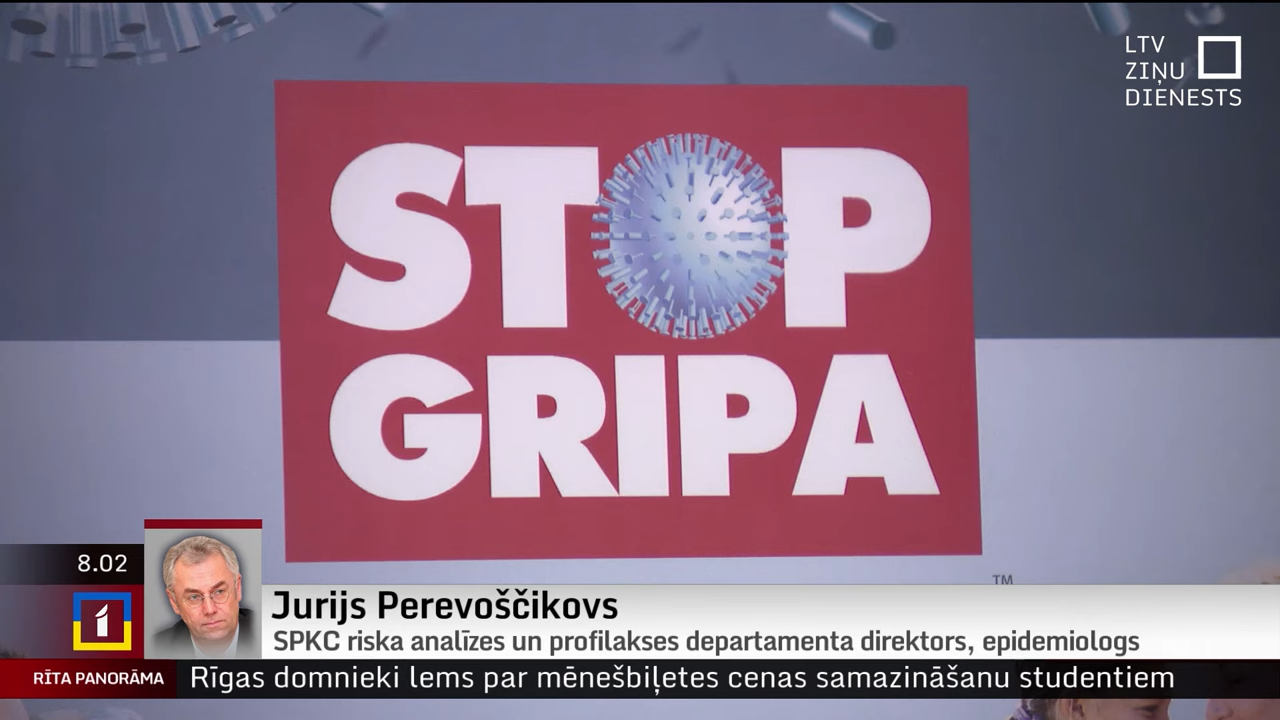 LTV
ZIŅU
DIENESTS
STOP
GRIPA
TM
8.02
1
Jurijs Perevoščikovs
SPKC riska analīzes un profilakses departamenta direktors, epidemiologs
RĪTA PANORĀMA
Rīgas domnieki lems par mēnešbiļetes cenas samazināšanu studentiem